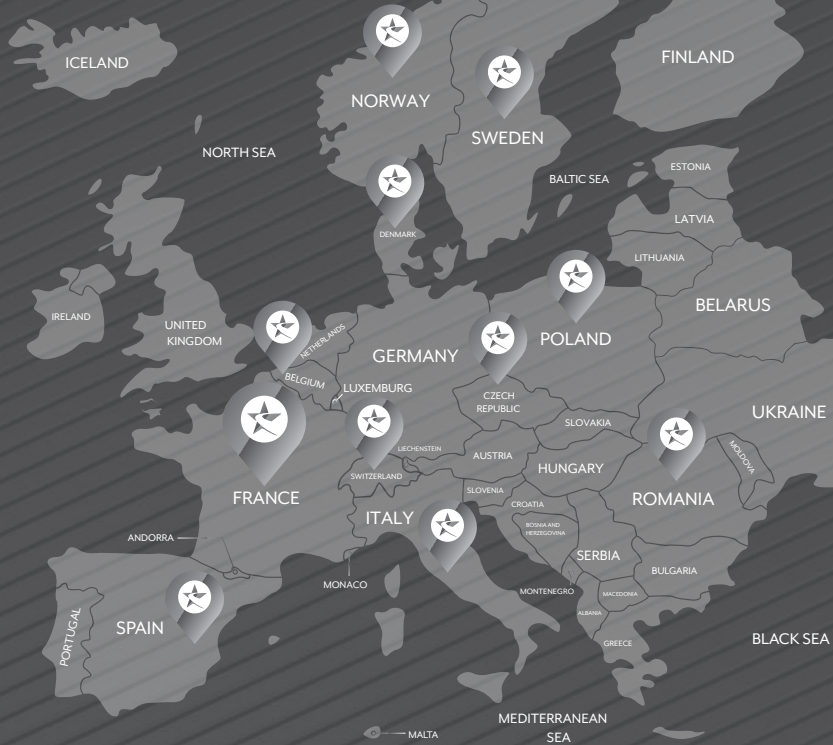 ICELAND
FINLAND
NORWAY
SWEDEN
NORTH SEA
ESTONIA
BALTIC SEA
LATVIA
DENMARK
LITHUANIA
BELARUS
IRELAND
UNITED
KINGDOM
NETHERLANDS
POLAND
GERMANY
BELGIUM
LUXEMBURG
CZECH
REPUBLIC
UKRAINE
SLOVAKIA
LIECHENSTEIN
AUSTRIA
MOLDOVA
HUNGARY
SWITZERLAND
SLOVENIA
FRANCE
ROMANIA
CROATIA
ITALY
BOSNIA AND
HERZEGOVINA
ANDORRA
SERBIA
BULGARIA
MONACO
MONTENEGRO
MACEDONIA
ALBANIA
SPAIN
PORTUGAL
GREECE
BLACK SEA
MEDITERRANEAN
SEA
MALTA